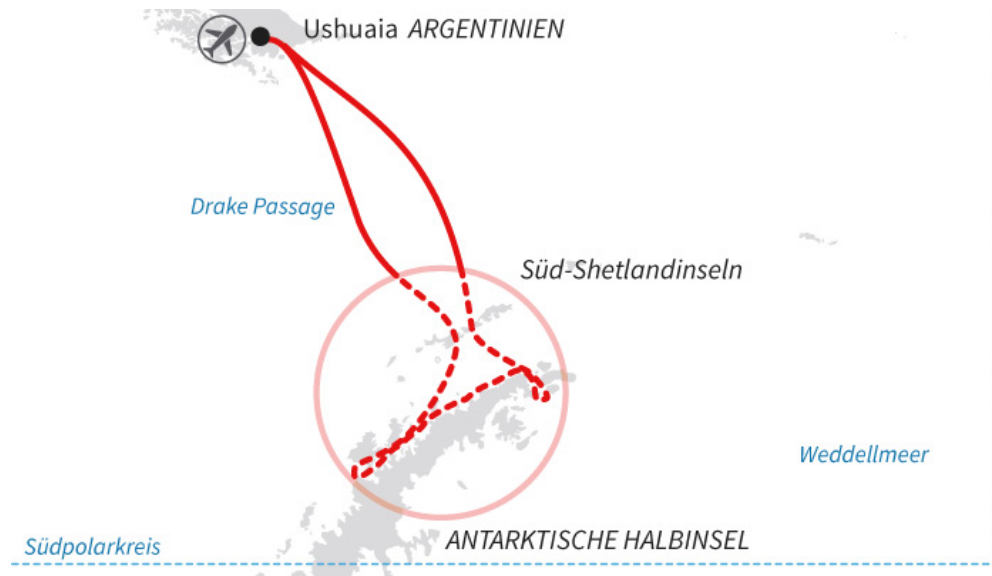 Ushuaia ARGENTINIEN
Drake Passage
Süd-Shetlandinseln
Weddellmeer
ANTARKTISCHE HALBINSEL
Südpolarkreis